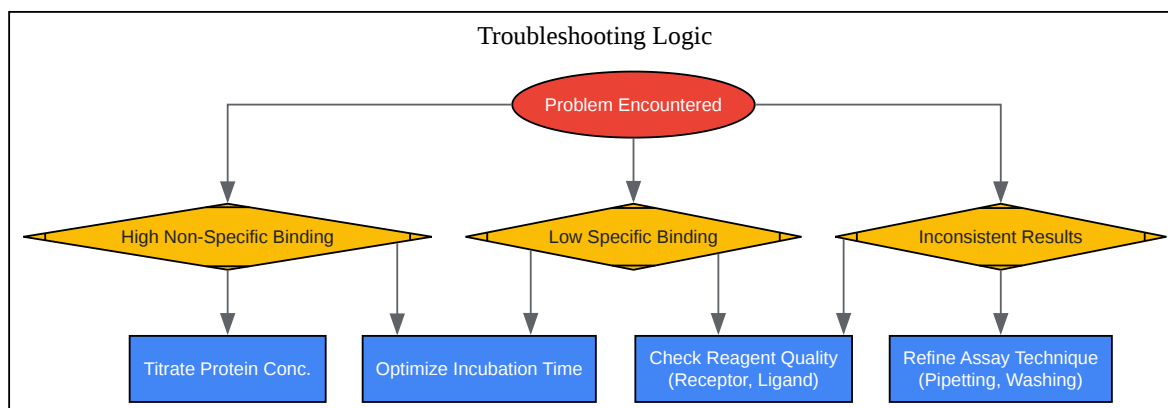 Troubleshooting Logic
Problem Encountered
High Non-Specific Binding
Low Specific Binding
Inconsistent Results
Titrate Protein Conc.
Optimize Incubation Time
Check Reagent Quality
(Receptor, Ligand)
Refine Assay Technique
(Pipetting, Washing)